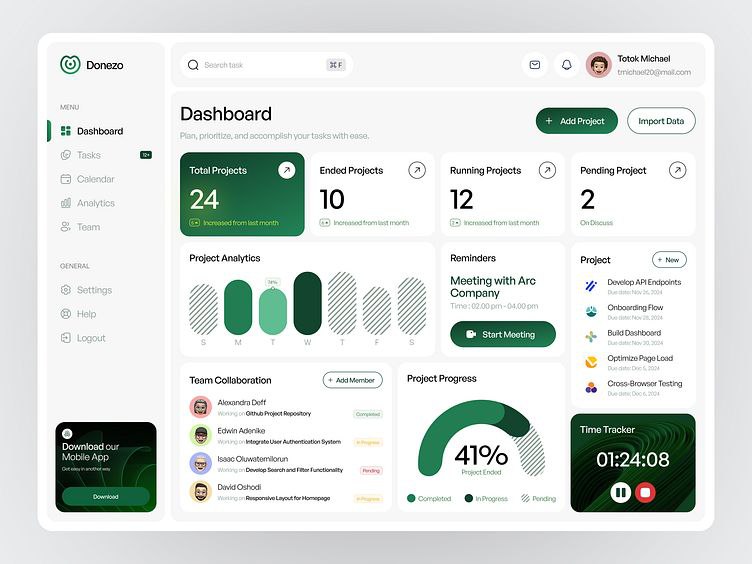 Donezo
Search task
⌘ F
Totok Michael
tmichael20@mail.com
MENU
Dashboard
Tasks
12+
Calendar
Analytics
Team
GENERAL
Settings
Help
Logout
Download our
Mobile App
Get easy in another way
Download
Dashboard
Plan, prioritize, and accomplish your tasks with ease.
+ Add Project
Import Data
Total Projects
24
Increased from last month
Ended Projects
10
Increased from last month
Running Projects
12
Increased from last month
Pending Project
2
On Discuss
Project Analytics
74%
S M T W T F S
Reminders
Meeting with Arc
Company
Time : 02.00 pm - 04.00 pm
Start Meeting
Project
+ New
Develop API Endpoints
Due date: Nov 26, 2024
Onboarding Flow
Due date: Nov 28, 2024
Build Dashboard
Due date: Nov 30, 2024
Optimize Page Load
Due date: Dec 5, 2024
Cross-Browser Testing
Due date: Dec 6, 2024
Team Collaboration
+ Add Member
Alexandra Deff
Working on Github Project Repository
Completed
Edwin Adenike
Working on Integrate User Authentication System
In Progress
Isaac Oluwatemilorun
Working on Develop Search and Filter Functionality
Pending
David Oshodi
Working on Responsive Layout for Homepage
In Progress
Project Progress
41%
Project Ended
Completed
In Progress
Pending
Time Tracker
01:24:08